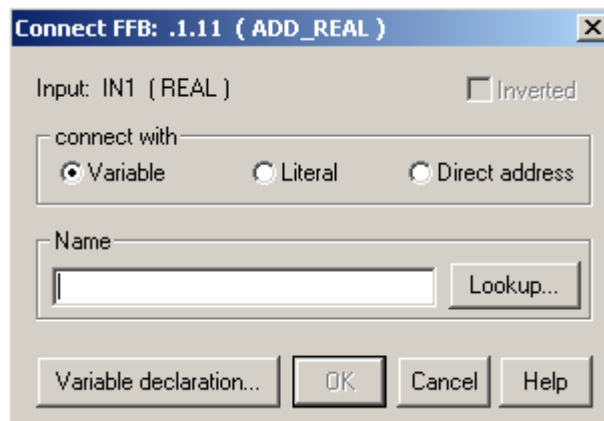 Connect FFB: .1.11 ( ADD_REAL )
Input: IN1 ( REAL )
Inverted
connect with
Variable Literal Direct address
Name
Lookup...
Variable declaration... OK Cancel Help